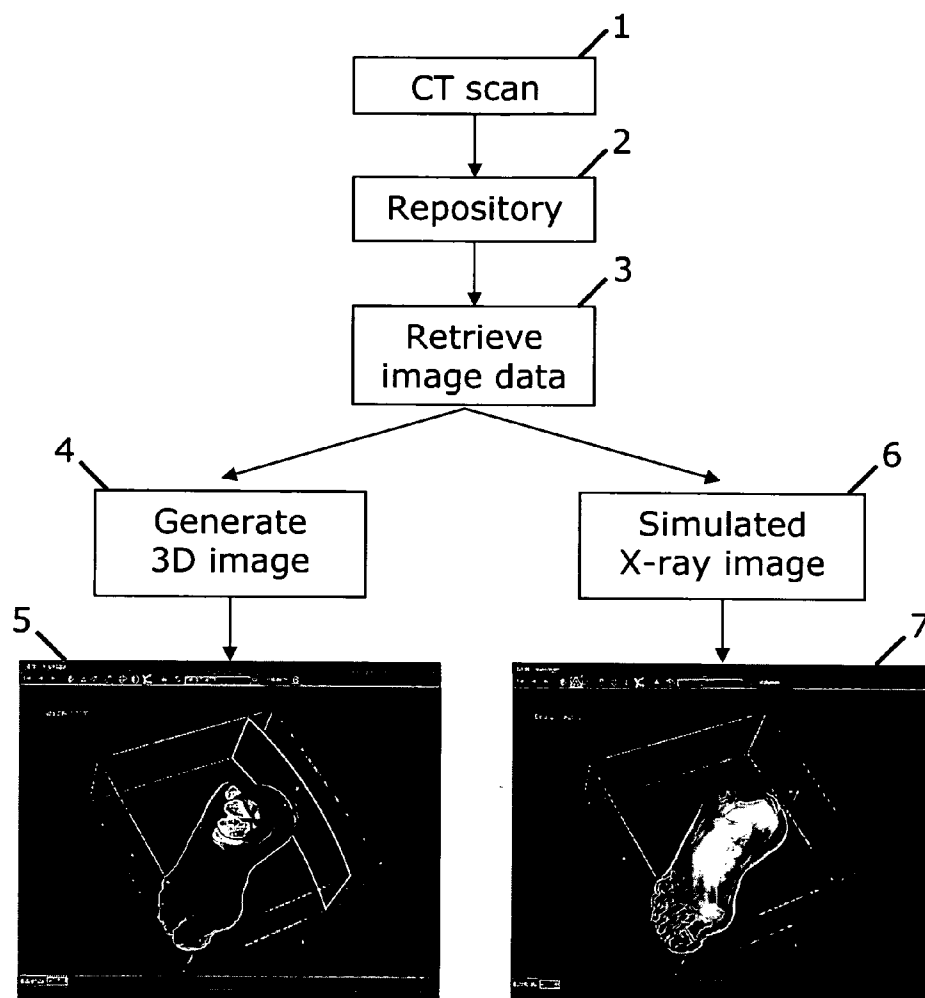 1
CT scan
2
Repository
3
Retrieve
image data
4
Generate
3D image
6
Simulated
X-ray image
5
7